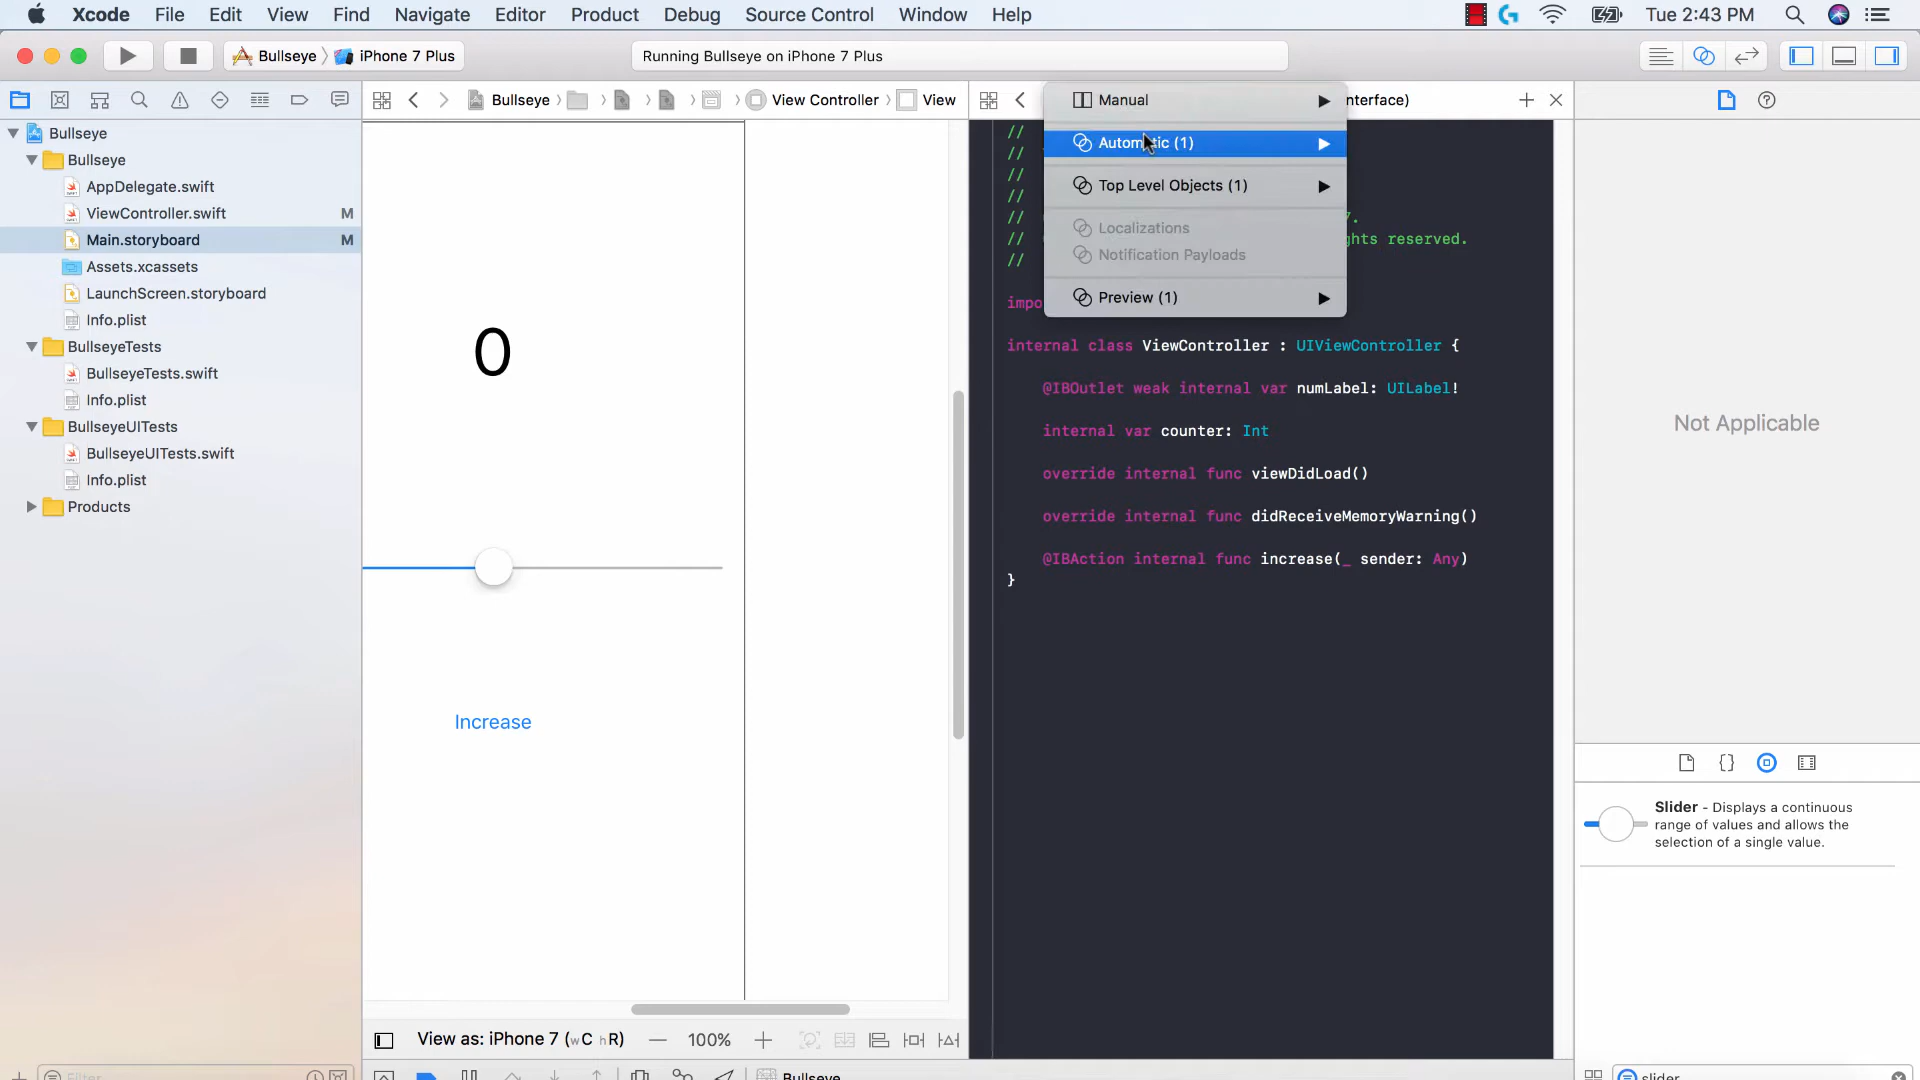 Xcode File Edit View Find Navigate Editor Product Debug Source Control Window Help Tue 2:43 PM
Bullseye iPhone 7 Plus Running Bullseye on iPhone 7 Plus
Bullseye View Controller View nterface)
Bullseye
Bullseye
AppDelegate.swift
ViewController.swift M
Main.storyboard M
Assets.xcassets
LaunchScreen.storyboard
Info.plist
BullseyeTests
BullseyeTests.swift
Info.plist
BullseyeUITests
BullseyeUITests.swift
Info.plist
Products
0
Increase
View as: iPhone 7 (wC hR) — 100% +
Bullseye
Manual
Automatic (1)
Top Level Objects (1)
Localizations
Notification Payloads
Preview (1)
//
//
//
//
// 7.
// ghts reserved.
//
impo
internal class ViewController : UIViewController {
@IBOutlet weak internal var numLabel: UILabel!
internal var counter: Int
override internal func viewDidLoad()
override internal func didReceiveMemoryWarning()
@IBAction internal func increase(_ sender: Any)
}
Not Applicable
Slider - Displays a continuous
range of values and allows the
selection of a single value.
Filter
slider